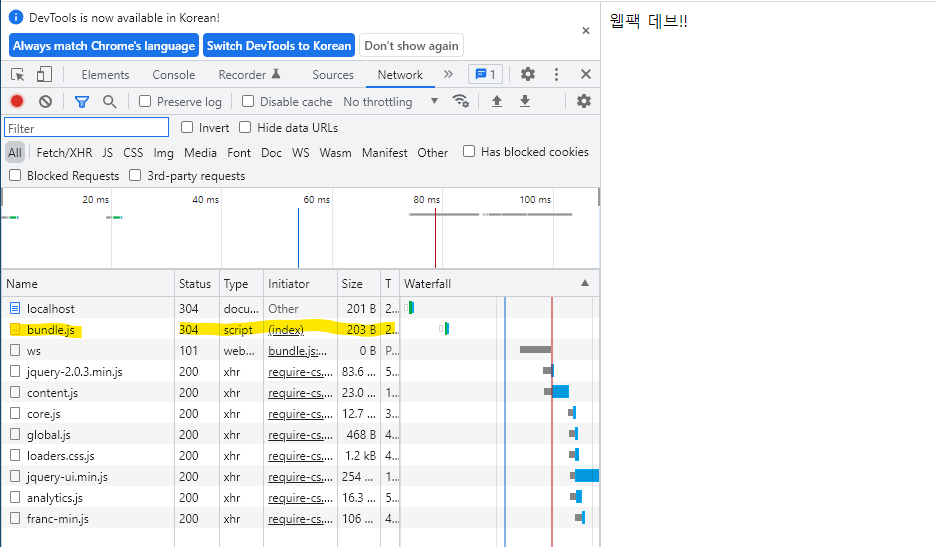 DevTools is now available in Korean!
Always match Chrome's language Switch DevTools to Korean Don't show again
웹팩 데브!!
Elements Console Recorder Sources Network 1
Preserve log Disable cache No throttling
Filter Invert Hide data URLs
All Fetch/XHR JS CSS Img Media Font Doc WS Wasm Manifest Other Has blocked cookies
Blocked Requests 3rd-party requests
20 ms 40 ms 60 ms 80 ms 100 ms
Name Status Type Initiator Size T Waterfall
localhost 304 docu... Other 201 B 2...
bundle.js 304 script (index) 203 B 2...
ws 101 web... bundle.js:... 0 B P...
jquery-2.0.3.min.js 200 xhr require-cs.... 83.6 ... 5...
content.js 200 xhr require-cs.... 23.0 ... 1...
core.js 200 xhr require-cs.... 12.7 ... 3...
global.js 200 xhr require-cs.... 468 B 4...
loaders.css.js 200 xhr require-cs.... 1.2 kB 4...
jquery-ui.min.js 200 xhr require-cs.... 254 ... 1...
analytics.js 200 xhr require-cs.... 16.3 ... 5...
franc-min.js 200 xhr require-cs.... 106 ... 4...